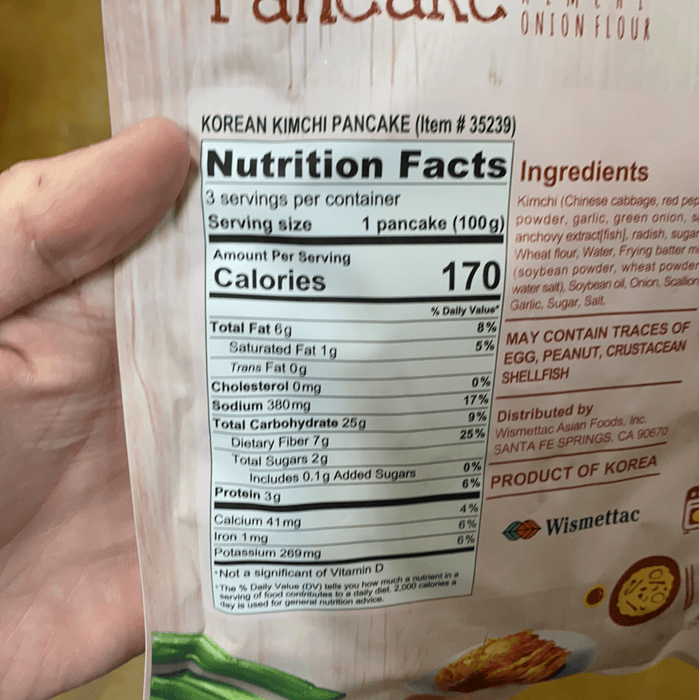 Pancake
ONION FLOUR
KOREAN KIMCHI PANCAKE (Item # 35239)
Nutrition Facts
3 servings per container
Serving size 1 pancake (100g)
Amount Per Serving
Calories 170
% Daily Value*
Total Fat 6g 8%
Saturated Fat 1g 5%
Trans Fat 0g
Cholesterol 0mg 0%
Sodium 380mg 17%
Total Carbohydrate 25g 9%
Dietary Fiber 7g 25%
Total Sugars 2g
Includes 0.1g Added Sugars 0%
Protein 3g 6%
Calcium 41mg 4%
Iron 1mg 6%
Potassium 269mg 6%
*Not a significant of Vitamin D
*The % Daily Value (DV) tells you how much a nutrient in a
serving of food contributes to a daily diet. 2,000 calories a
day is used for general nutrition advice.
Ingredients
Kimchi (Chinese cabbage, red pep
powder, garlic, green onion,
anchovy extract[fish], radish, sugar
Wheat flour, Water, Frying batter
(soybean powder, wheat powder
water salt), Soybean oil, Onion, Scallion
Garlic, Sugar, Salt.
MAY CONTAIN TRACES OF
EGG, PEANUT, CRUSTACEAN
SHELLFISH
Distributed by
Wismettac Asian Foods, Inc.
SANTA FE SPRINGS, CA 90670
PRODUCT OF KOREA
Wismettac